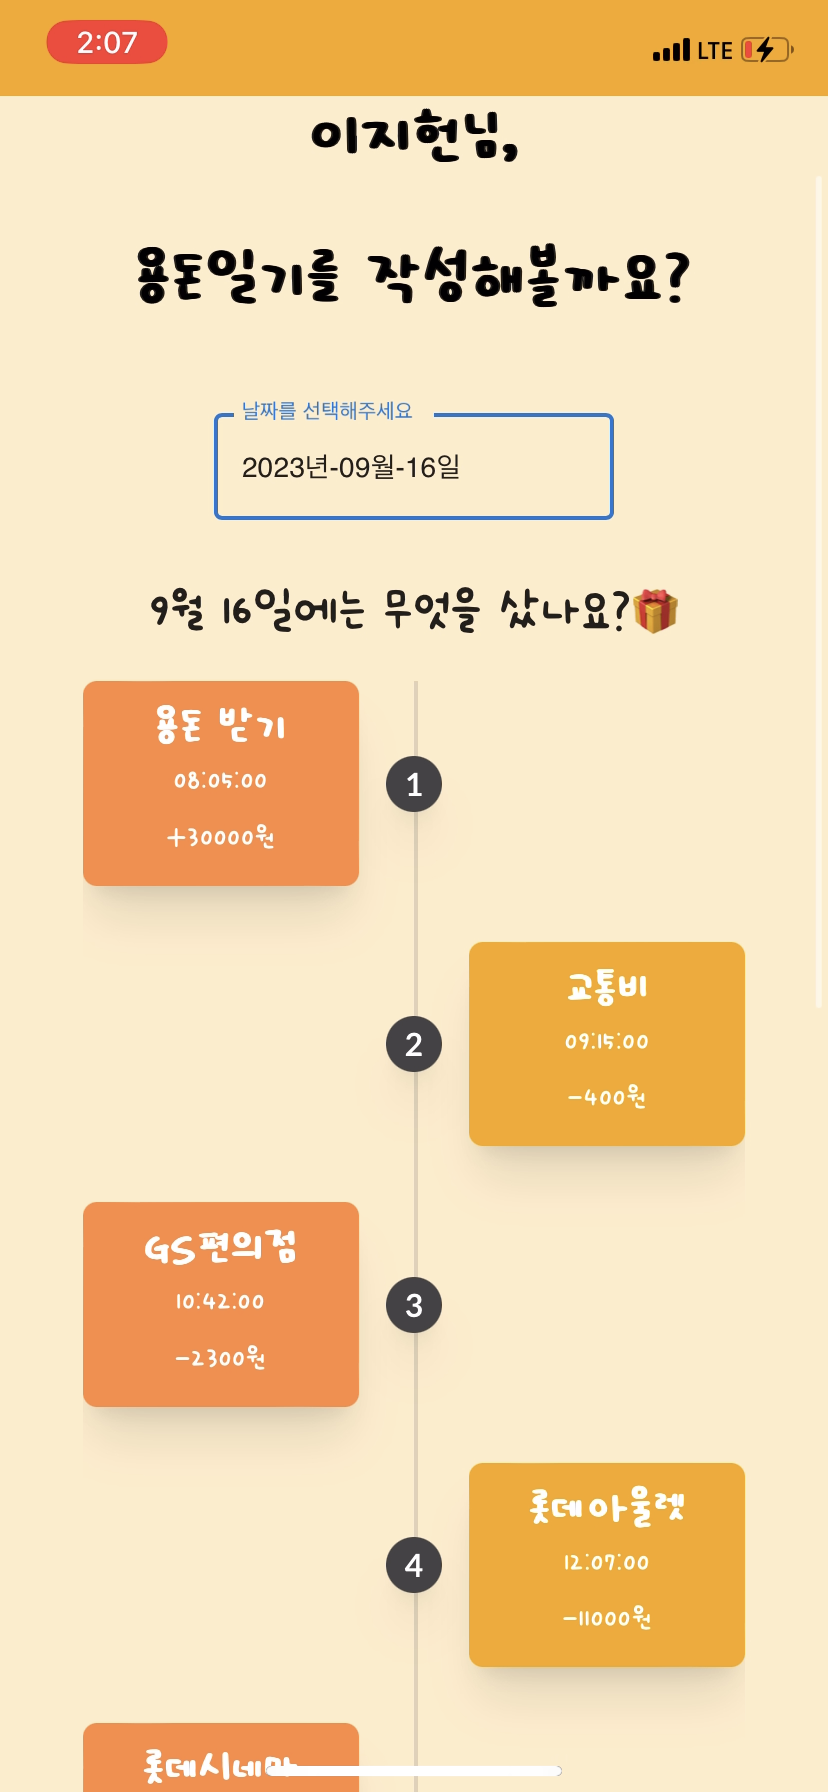 2:07
LTE
이지헌님,
용돈일기를 작성해볼까요?
날짜를 선택해주세요
2023년-09월-16일
9월 16일에는 무엇을 샀나요?🎁
용돈 받기
08:05:00
+30000원
1
교통비
09:15:00
-400원
2
GS편의점
10:42:00
-2300원
3
롯데아울렛
12:07:00
-11000원
4
롯데시네마